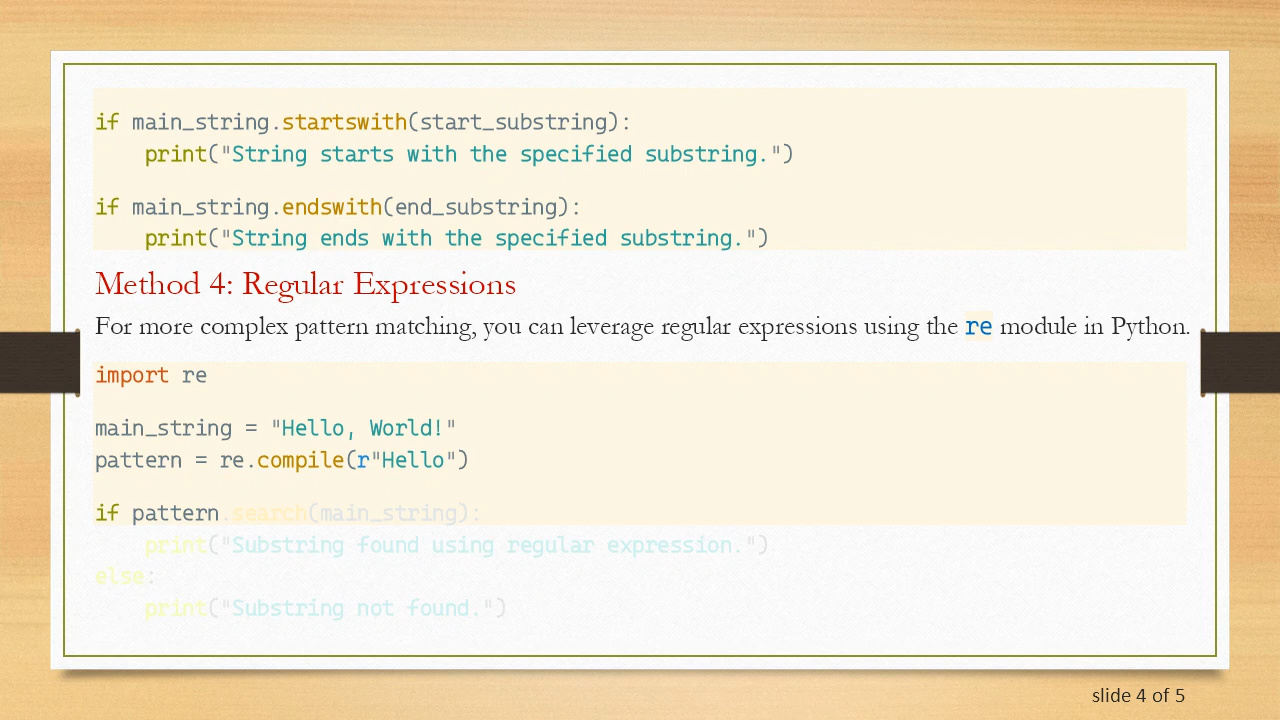 if main_string.startswith(start_substring):
    print("String starts with the specified substring.")
if main_string.endswith(end_substring):
    print("String ends with the specified substring.")
Method 4: Regular Expressions
For more complex pattern matching, you can leverage regular expressions using the re module in Python.
import re
main_string = "Hello, World!"
pattern = re.compile(r"Hello")
if pattern.search(main_string):
    print("Substring found using regular expression.")
else:
    print("Substring not found.")
slide 4 of 5